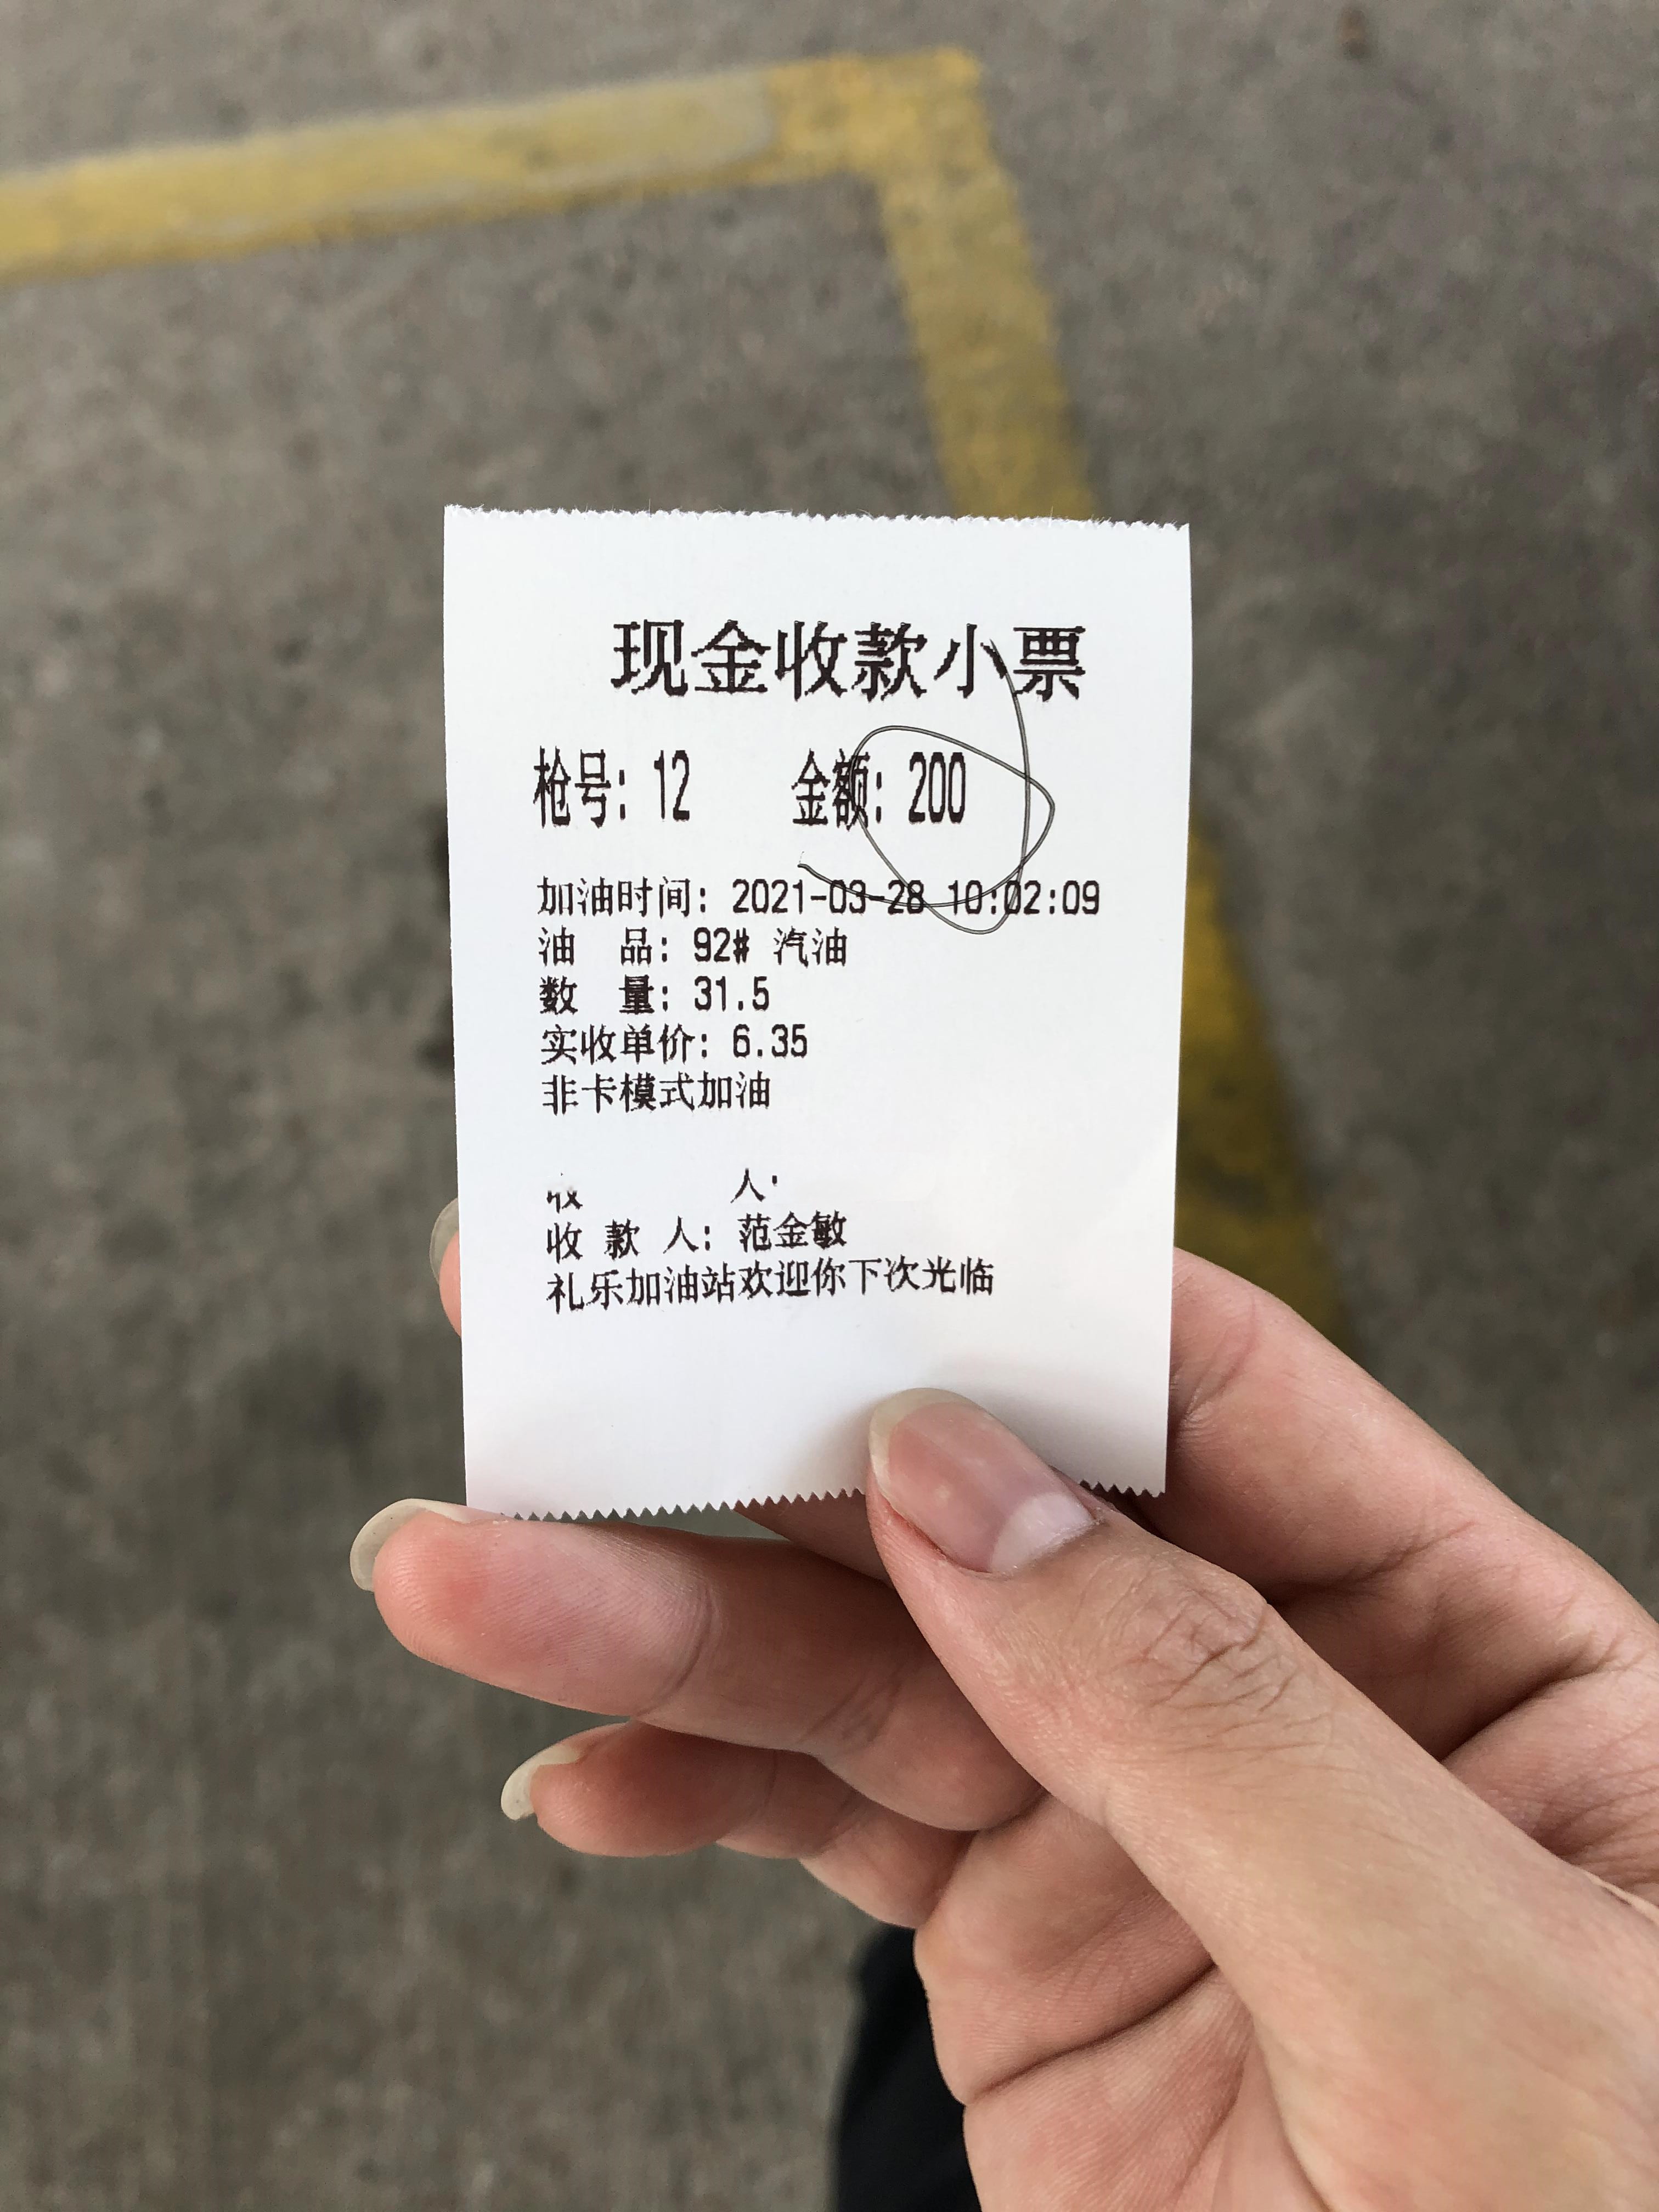 现金收款小票
枪号: 12 金额: 200
加油时间: 2021-03-28 10:02:09
油 品: 92# 汽油
数 量: 31.5
实收单价: 6.35
非卡模式加油
人
收 款 人: 范金敏
礼乐加油站欢迎你下次光临